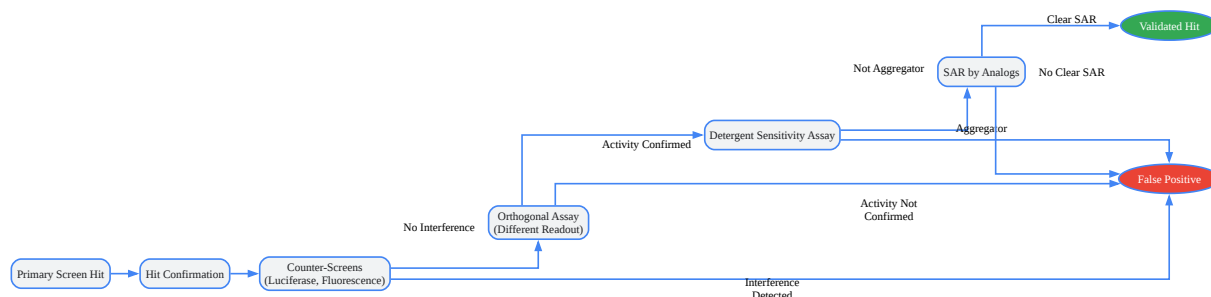 Clear SAR
Validated Hit
Not Aggregator
SAR by Analogs
No Clear SAR
Aggregator
Detergent Sensitivity Assay
Activity Confirmed
False Positive
Activity Not
Confirmed
Orthogonal Assay
(Different Readout)
No Interference
Primary Screen Hit
Hit Confirmation
Counter-Screens
(Luciferase, Fluorescence)
Interference
Detected